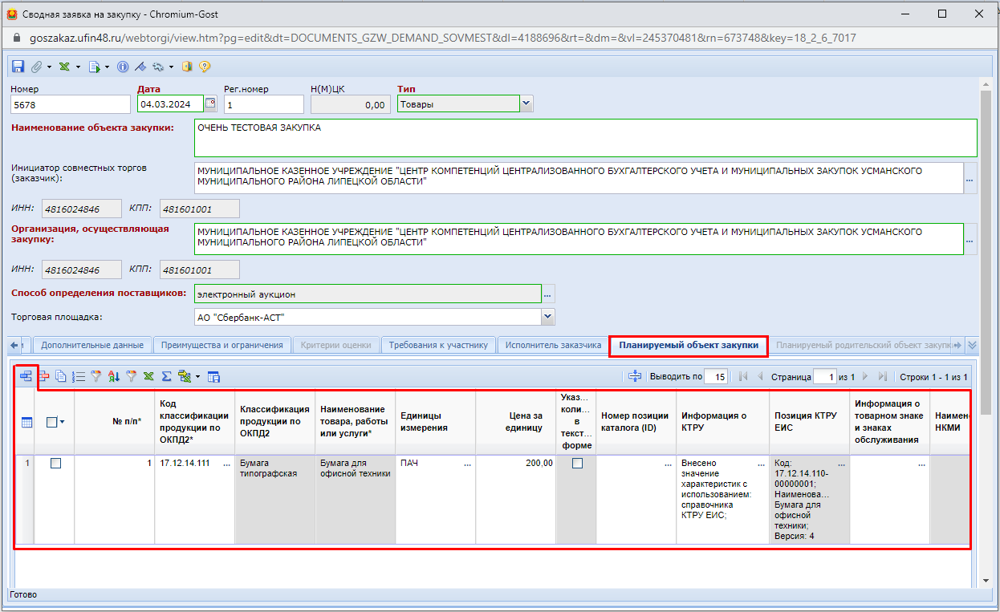 Сводная заявка на закупку - Chromium-Gost
goszakaz.ufin48.ru/webtorgi/view.htm?pg=edit&dt=DOCUMENTS_GZW_DEMAND_SOVMEST&dl=4188696&rt=&dm=&vl=245370481&rn=673748&key=18_2_6_7017
Номер
Дата
Рег.номер
Н(М)ЦК
Тип
5678
04.03.2024
1
0,00
Товары
Наименование объекта закупки:
ОЧЕНЬ ТЕСТОВАЯ ЗАКУПКА
Инициатор совместных торгов
(заказчик):
МУНИЦИПАЛЬНОЕ КАЗЕННОЕ УЧРЕЖДЕНИЕ "ЦЕНТР КОМПЕТЕНЦИЙ ЦЕНТРАЛИЗОВАННОГО БУХГАЛТЕРСКОГО УЧЕТА И МУНИЦИПАЛЬНЫХ ЗАКУПОК УСМАНСКОГО
МУНИЦИПАЛЬНОГО РАЙОНА ЛИПЕЦКОЙ ОБЛАСТИ"
...
ИНН:
4816024846
КПП:
481601001
Организация, осуществляющая
закупку:
МУНИЦИПАЛЬНОЕ КАЗЕННОЕ УЧРЕЖДЕНИЕ "ЦЕНТР КОМПЕТЕНЦИЙ ЦЕНТРАЛИЗОВАННОГО БУХГАЛТЕРСКОГО УЧЕТА И МУНИЦИПАЛЬНЫХ ЗАКУПОК УСМАНСКОГО
МУНИЦИПАЛЬНОГО РАЙОНА ЛИПЕЦКОЙ ОБЛАСТИ"
...
ИНН:
4816024846
КПП:
481601001
Способ определения поставщиков:
электронный аукцион
...
Торговая площадка:
АО "Сбербанк-АСТ"
Дополнительные данные
Преимущества и ограничения
Критерии оценки
Требования к участнику
Исполнитель заказчика
Планируемый объект закупки
Планируемый родительский объект закупк
Выводить по
15
Страница
1
из 1
Строки 1 - 1 из 1
№ п/п*
Код
классификации
продукции по
ОКПД2*
Классификация
продукции по
ОКПД2
Наименование
товара, работы
или услуги*
Единицы
измерения
Цена за
единицу
Указ...
коли...
в
текст...
форме
Номер позиции
каталога (ID)
Информация о
КТРУ
Позиция КТРУ
ЕИС
Информация о
товарном знаке
и знаках
обслуживания
Наимено
НКМИ
1
1
17.12.14.111
...
Бумага
типографская
Бумага для
офисной техники
ПАЧ
...
200,00
...
Внесено
значение
характеристик с
использованием:
справочника
КТРУ ЕИС;
...
Код:
17.12.14.110-
00000001;
Наименова...
Бумага для
офисной
техники;
Версия: 4
...
...
Готово